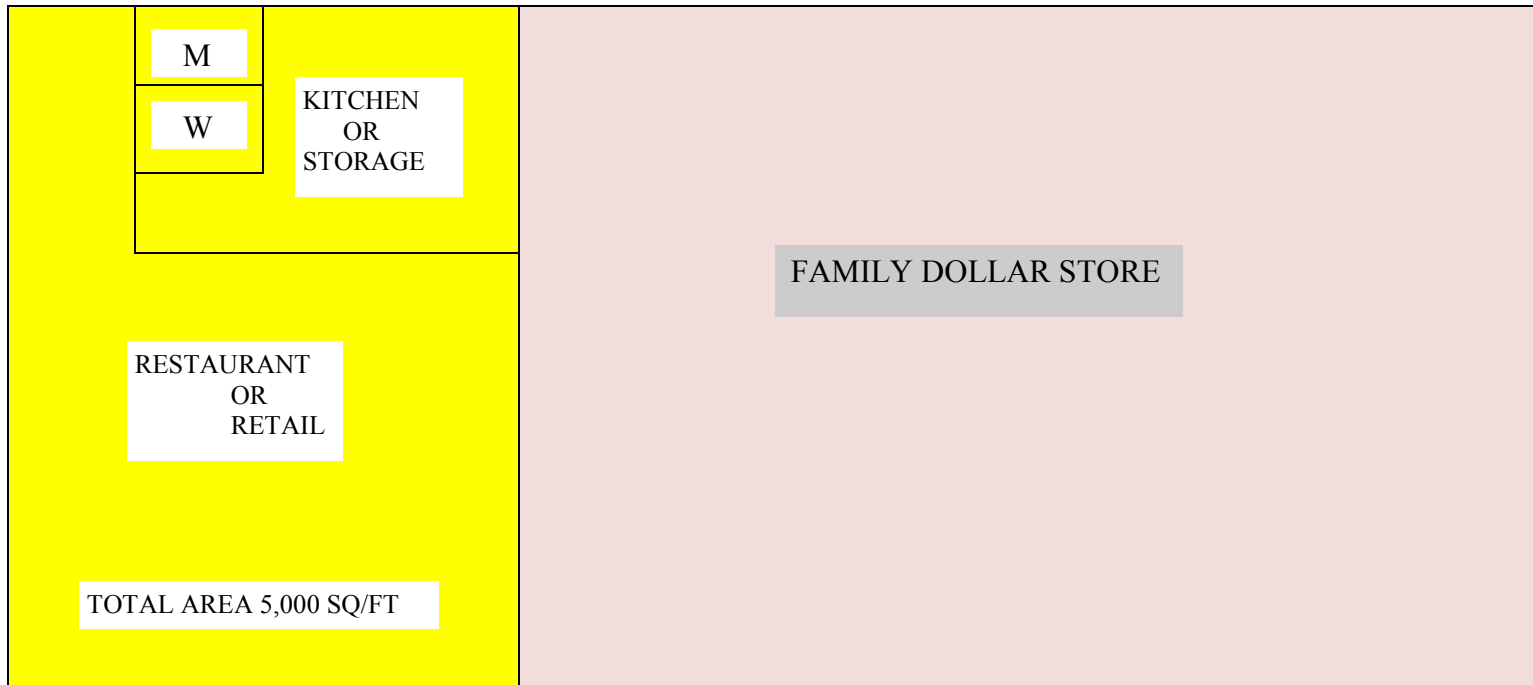 M
W
KITCHEN
OR
STORAGE
FAMILY DOLLAR STORE
RESTAURANT
OR
RETAIL
TOTAL AREA 5,000 SQ/FT